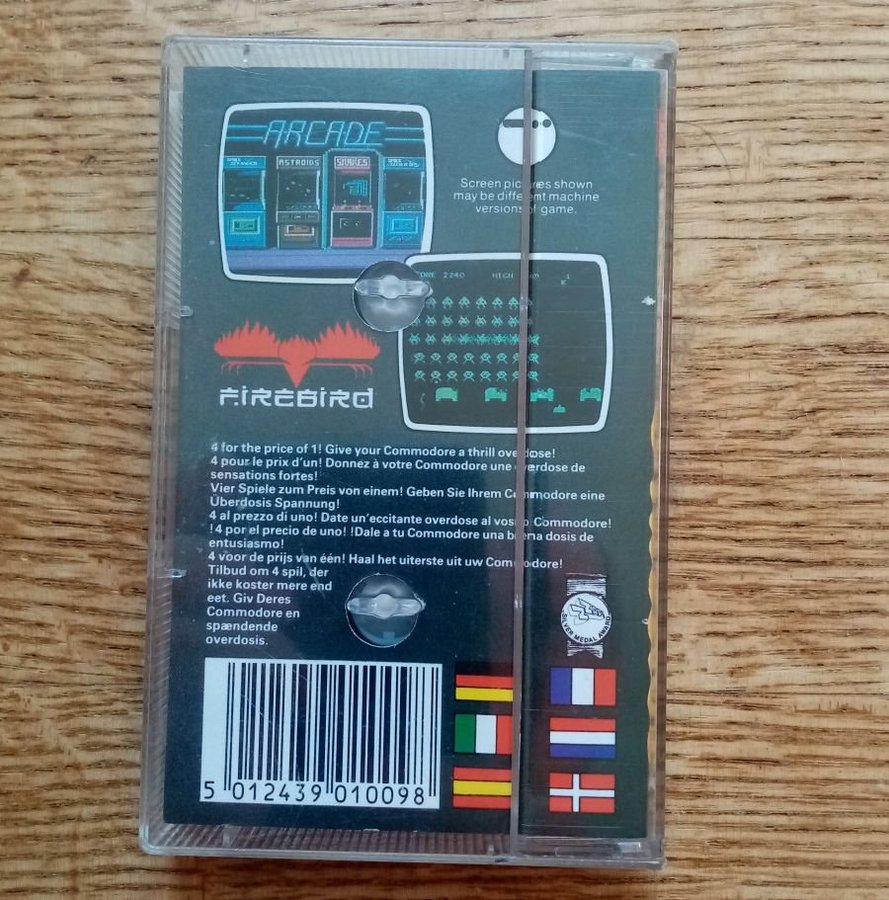 ARCADE
ASTROIDS
SNAKES
Screen pictures shown
may be different machine
versions of game.
2240 HIGH
FIREBIRD
4 for the price of 1! Give your Commodore a thrill overdose!
4 pour le prix d'un! Donnez à votre Commodore une overdose de
sensations fortes!
Vier Spiele zum Preis von einem! Geben Sie Ihrem Commodore eine
Überdosis Spannung!
4 al prezzo di uno! Date un'eccitante overdose al vostro Commodore!
!4 por el precio de uno! !Dale a tu Commodore una buena dosis de
entusiasmo!
4 voor de prijs van één! Haal het uiterste uit uw Commodore!
Tilbud om 4 spil, der
ikke koster mere end
eet. Giv Deres
Commodore en
spændende
overdosis.
SILVER MEDAL AWARD
5 012439 010098